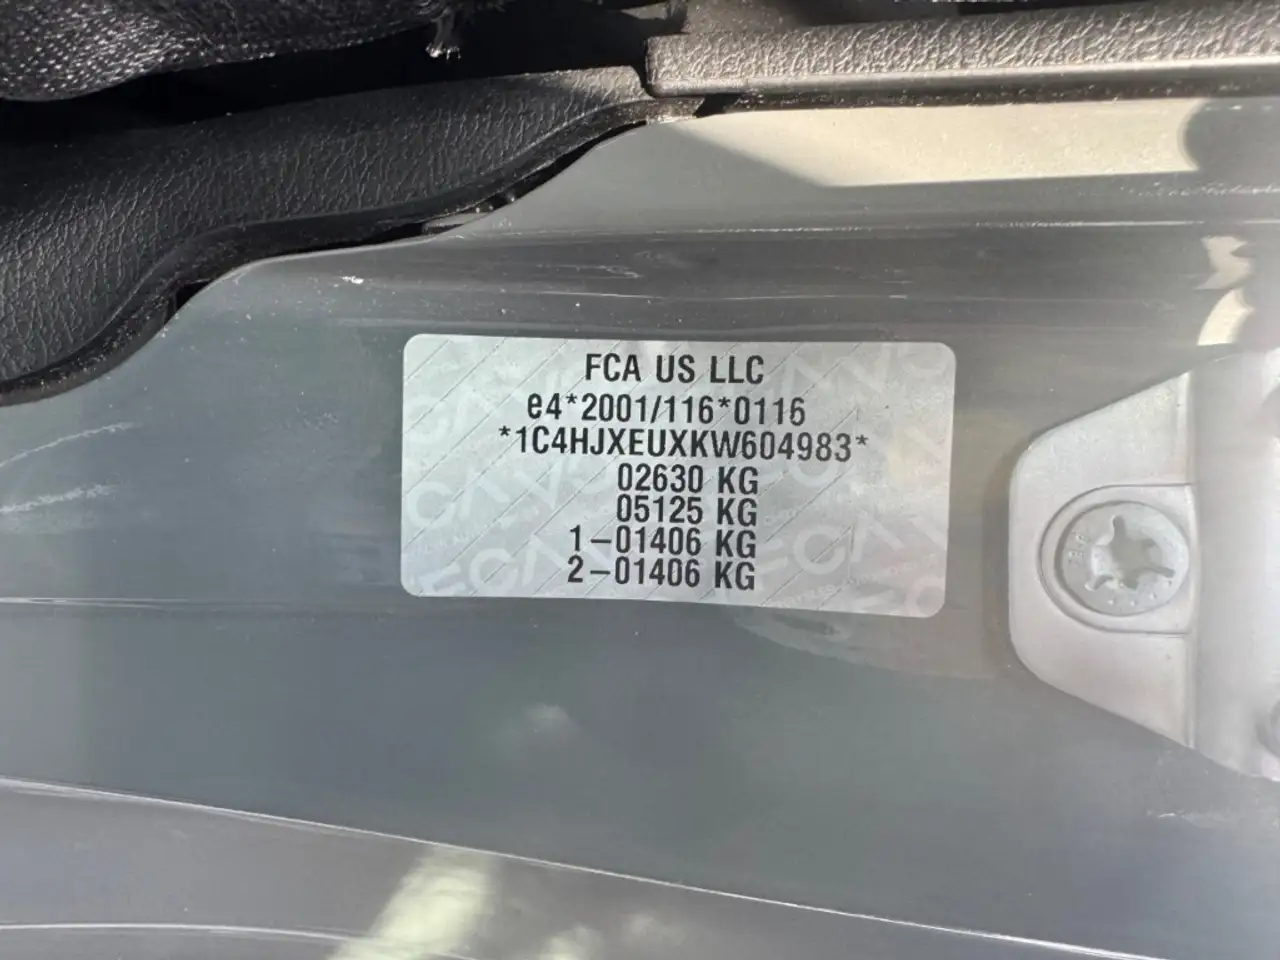 FCA US LLC
e4*2001/116*0116
*1C4HJXEUXKW604983*
02630 KG
05125 KG
1-01406 KG
2-01406 KG